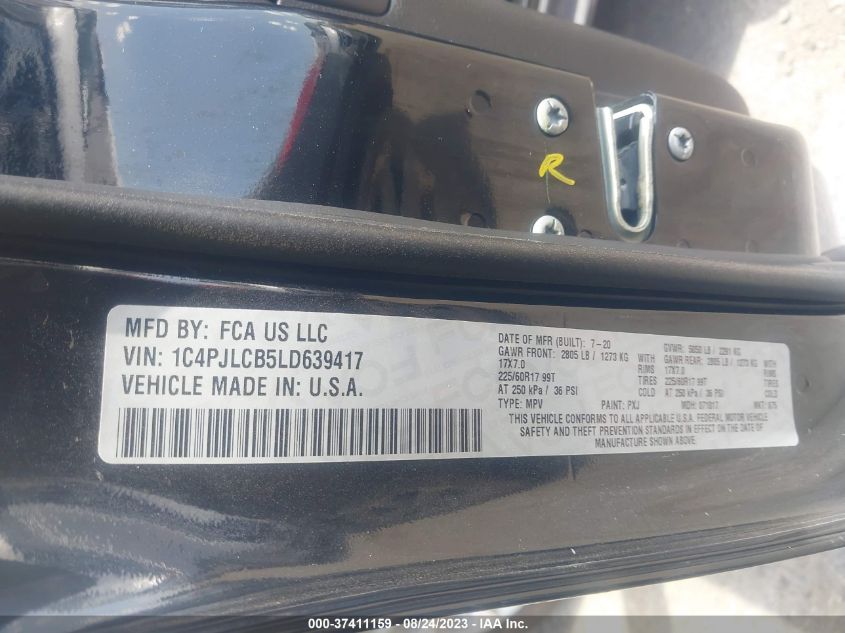 R
MFD BY: FCA US LLC
VIN: 1C4PJLCB5LD639417
VEHICLE MADE IN: U.S.A.
DATE OF MFR (BUILT): 7-20 GVWR: 5050 LB / 2291 KG
GAWR FRONT: 2805 LB / 1273 KG WITH GAWR REAR: 2805 LB / 1273 KG WITH
17X7.0 RIMS 17X7.0 RIMS
225/60R17 99T TIRES 225/60R17 99T TIRES
AT 250 kPa / 36 PSI COLD AT 250 kPa / 36 PSI COLD
TYPE: MPV PAINT: PXJ MDH: 071817 MKT: 675
THIS VEHICLE CONFORMS TO ALL APPLICABLE U.S.A. FEDERAL MOTOR VEHICLE
SAFETY AND THEFT PREVENTION STANDARDS IN EFFECT ON THE DATE OF
MANUFACTURE SHOWN ABOVE.
000-37411159 - 08/24/2023 - IAA Inc.